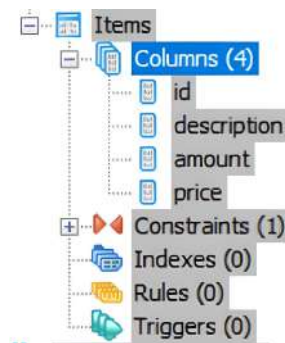 Items
Columns (4)
id
description
amount
price
Constraints (1)
Indexes (0)
Rules (0)
Triggers (0)